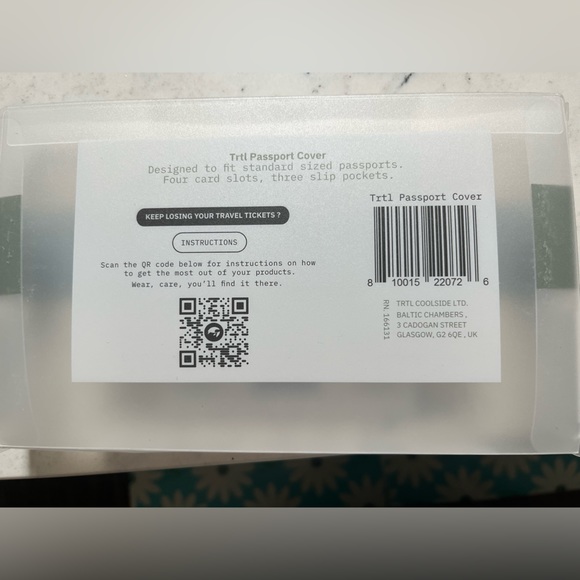 Trtl Passport Cover
Designed to fit standard sized passports.
Four card slots, three slip pockets.
KEEP LOSING YOUR TRAVEL TICKETS ?
INSTRUCTIONS
Scan the QR code below for instructions on how
to get the most out of your products.
Wear, care, you'll find it there.
Trtl Passport Cover
8 10015 22072 6
RN. 166131
TRTL COOLSIDE LTD.
BALTIC CHAMBERS ,
3 CADOGAN STREET
GLASGOW, G2 6QE , UK